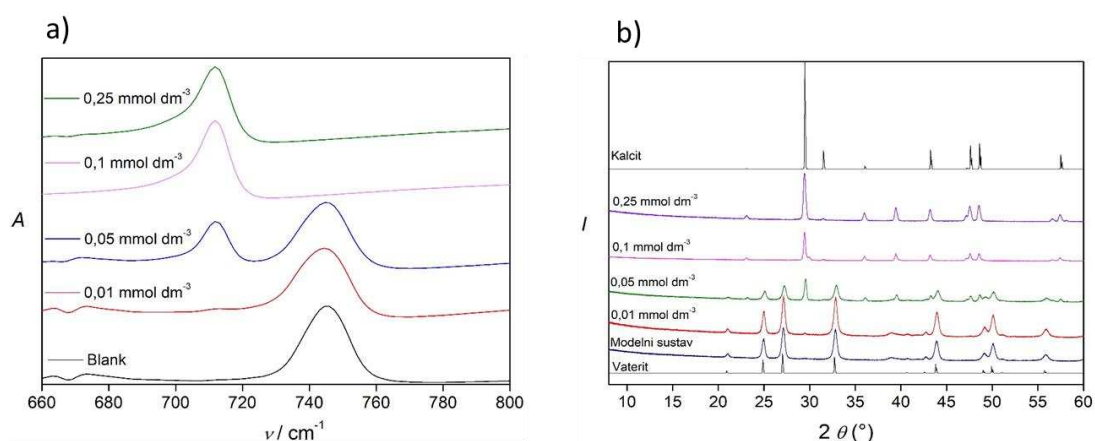 a)
0,25 mmol dm-3
0,1 mmol dm-3
0,05 mmol dm-3
0,01 mmol dm-3
Blank
A
660 680 700 720 740 760 780 800
ν / cm-1
b)
Kalcit
0,25 mmol dm-3
0,1 mmol dm-3
0,05 mmol dm-3
0,01 mmol dm-3
Modelni sustav
Vaterit
I
10 15 20 25 30 35 40 45 50 55 60
2 θ (°)